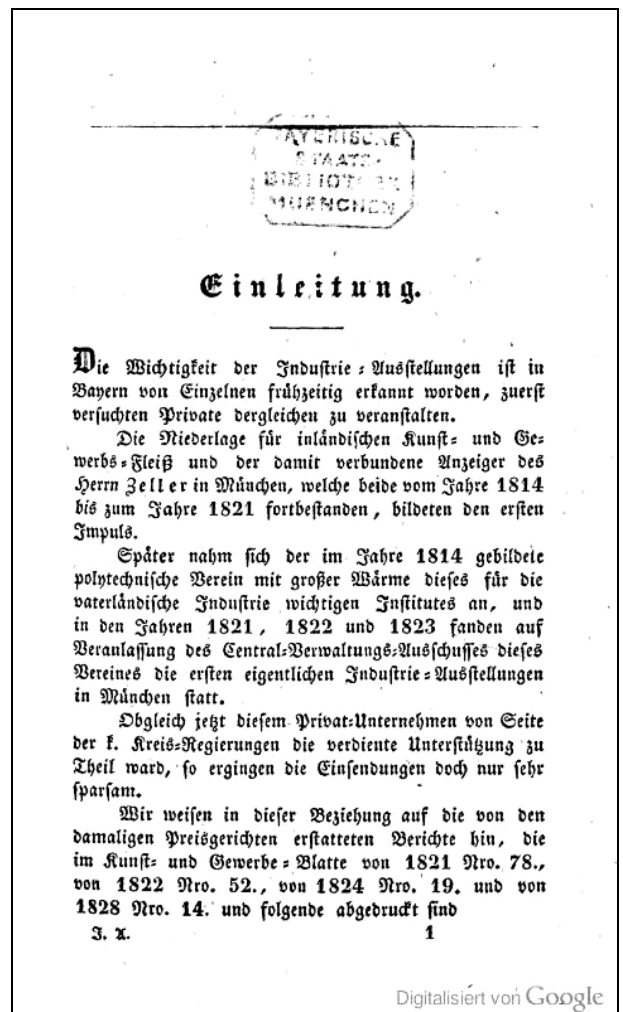 BAYERISCHE
STAATS-
BIBLIOTHEK
MUENCHEN
Einleitung.
Die Wichtigkeit der Industrie-Ausstellungen ist in
Bayern von Einzelnen frühzeitig erkannt worden, zuerst
versuchten Private dergleichen zu veranstalten.
Die Niederlage für inländischen Kunst- und Ge-
werbs-Fleiß und der damit verbundene Anzeiger des
Herrn Zeller in München, welche beide vom Jahre 1814
bis zum Jahre 1821 fortbestanden, bildeten den ersten
Impuls.
Später nahm sich der im Jahre 1814 gebildete
polytechnische Verein mit großer Wärme dieses für die
vaterländische Industrie wichtigen Institutes an, und
in den Jahren 1821, 1822 und 1823 fanden auf
Veranlassung des Central-Verwaltungs-Ausschusses dieses
Vereines die ersten eigentlichen Industrie-Ausstellungen
in München statt.
Obgleich jetzt diesem Privat-Unternehmen von Seite
der k. Kreis-Regierungen die verdiente Unterstützung zu
Theil ward, so ergingen die Einsendungen doch nur sehr
sparsam.
Wir weisen in dieser Beziehung auf die von den
damaligen Preisgerichten erstatteten Berichte hin, die
im Kunst- und Gewerbe-Blatte von 1821 Nro. 78.,
von 1822 Nro. 52., von 1824 Nro. 19. und von
1828 Nro. 14. und folgende abgedruckt sind
J. A. 1
Digitalisiert von Google